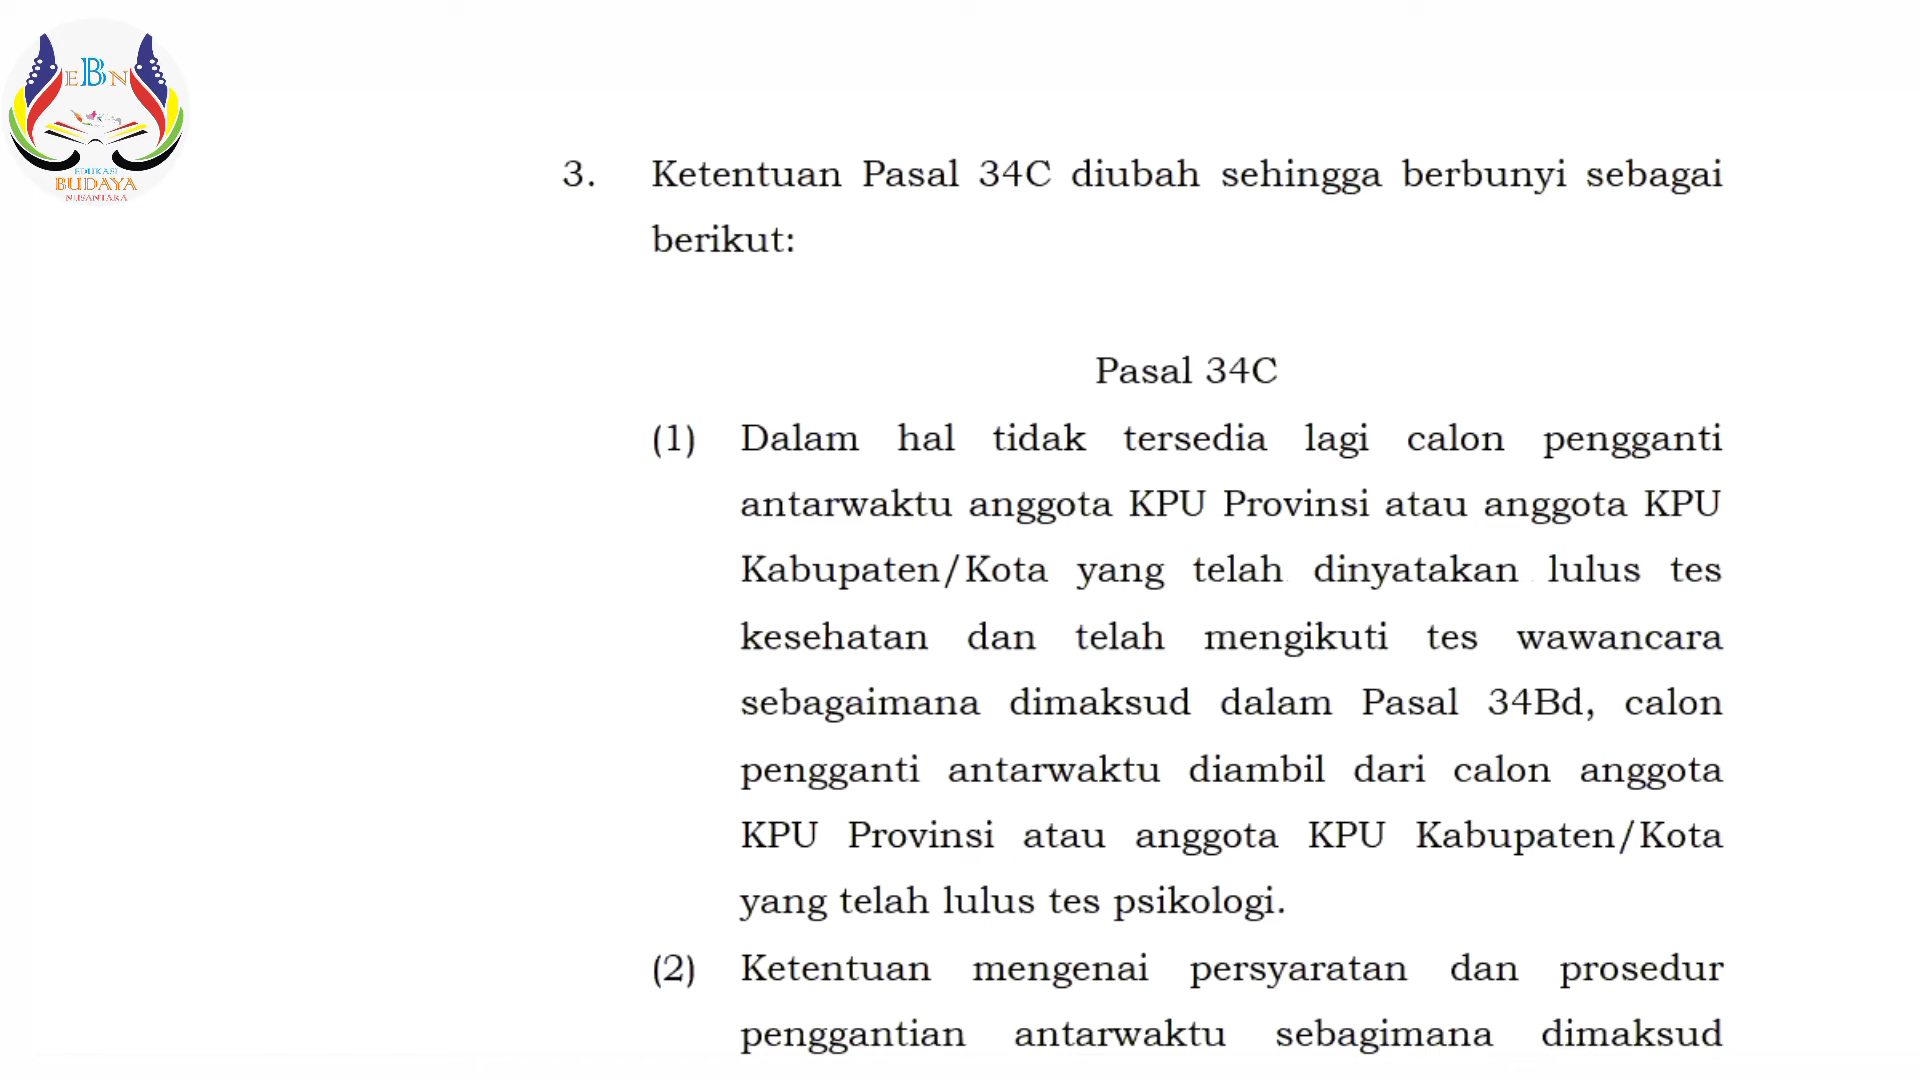 EBN
EDUKASI
BUDAYA
NUSANTARA
3. Ketentuan Pasal 34C diubah sehingga berbunyi sebagai
berikut:
Pasal 34C
(1) Dalam hal tidak tersedia lagi calon pengganti
antarwaktu anggota KPU Provinsi atau anggota KPU
Kabupaten/Kota yang telah dinyatakan lulus tes
kesehatan dan telah mengikuti tes wawancara
sebagaimana dimaksud dalam Pasal 34Bd, calon
pengganti antarwaktu diambil dari calon anggota
KPU Provinsi atau anggota KPU Kabupaten/Kota
yang telah lulus tes psikologi.
(2) Ketentuan mengenai persyaratan dan prosedur
penggantian antarwaktu sebagimana dimaksud